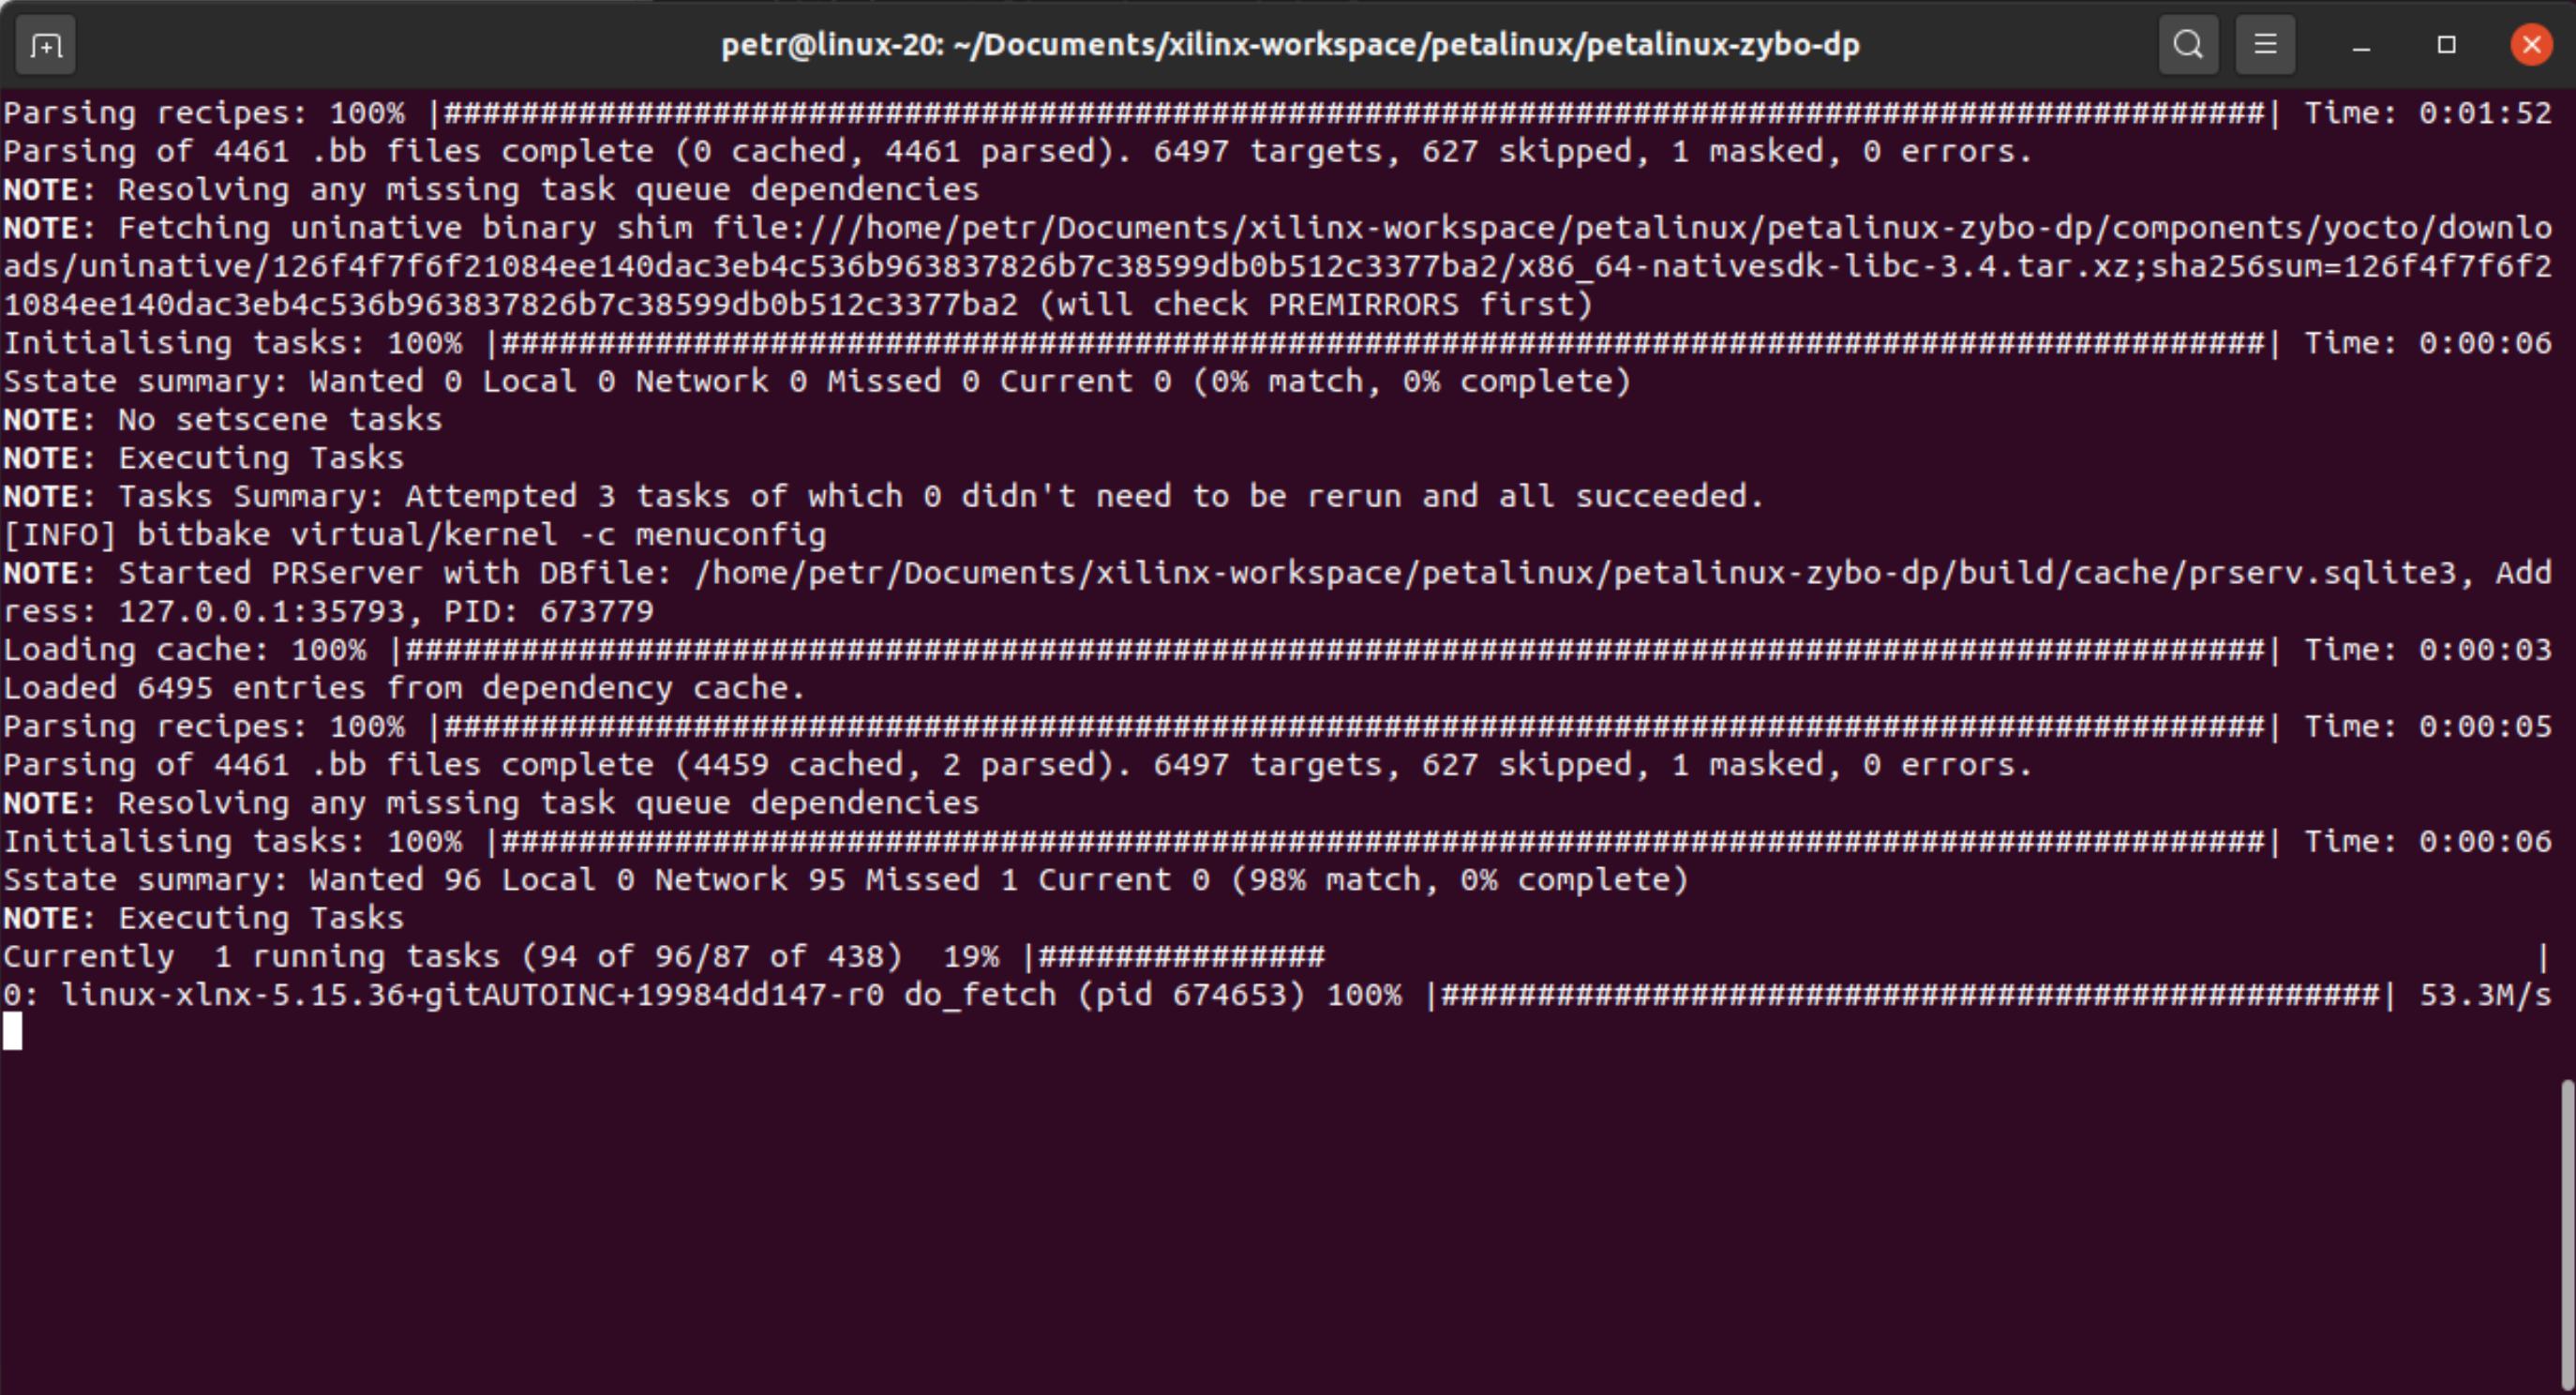 petr@linux-20: ~/Documents/xilinx-workspace/petalinux/petalinux-zybo-dp
Parsing recipes: 100% |###############################################################################################| Time: 0:01:52
Parsing of 4461 .bb files complete (0 cached, 4461 parsed). 6497 targets, 627 skipped, 1 masked, 0 errors.
NOTE: Resolving any missing task queue dependencies
NOTE: Fetching uninative binary shim file:///home/petr/Documents/xilinx-workspace/petalinux/petalinux-zybo-dp/components/yocto/downlo
ads/uninative/126f4f7f6f21084ee140dac3eb4c536b963837826b7c38599db0b512c3377ba2/x86_64-nativesdk-libc-3.4.tar.xz;sha256sum=126f4f7f6f2
1084ee140dac3eb4c536b963837826b7c38599db0b512c3377ba2 (will check PREMIRRORS first)
Initialising tasks: 100% |############################################################################################| Time: 0:00:06
Sstate summary: Wanted 0 Local 0 Network 0 Missed 0 Current 0 (0% match, 0% complete)
NOTE: No setscene tasks
NOTE: Executing Tasks
NOTE: Tasks Summary: Attempted 3 tasks of which 0 didn't need to be rerun and all succeeded.
[INFO] bitbake virtual/kernel -c menuconfig
NOTE: Started PRServer with DBfile: /home/petr/Documents/xilinx-workspace/petalinux/petalinux-zybo-dp/build/cache/prserv.sqlite3, Add
ress: 127.0.0.1:35793, PID: 673779
Loading cache: 100% |#################################################################################################| Time: 0:00:03
Loaded 6495 entries from dependency cache.
Parsing recipes: 100% |###############################################################################################| Time: 0:00:05
Parsing of 4461 .bb files complete (4459 cached, 2 parsed). 6497 targets, 627 skipped, 1 masked, 0 errors.
NOTE: Resolving any missing task queue dependencies
Initialising tasks: 100% |############################################################################################| Time: 0:00:06
Sstate summary: Wanted 96 Local 0 Network 95 Missed 1 Current 0 (98% match, 0% complete)
NOTE: Executing Tasks
Currently  1 running tasks (94 of 96/87 of 438)  19% |###############                                                               |
0: linux-xlnx-5.15.36+gitAUTOINC+19984dd147-r0 do_fetch (pid 674653) 100% |#################################################| 53.3M/s